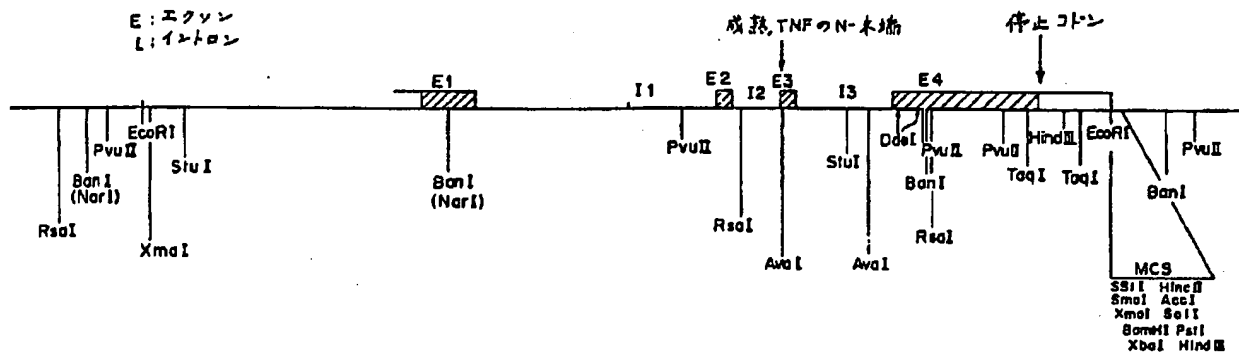 E：エクソン
I；イントロン
成熟TNFのN-末端
停止コドン
E1
I1
E2
I2
E3
I3
E4
EcoRI
PvuII
StuI
BanI
(NarI)
RsaI
XmaI
BanI
(NarI)
PvuII
RsaI
AvaI
StuI
AvaI
DdeI
PvuII
BanI
RsaI
PvuII
TaqI
HindIII
TaqI
EcoRI
BanI
PvuII
MCS
SStI HincII
SmaI AccI
XmaI SalI
BamHI PstI
XbaI HindIII